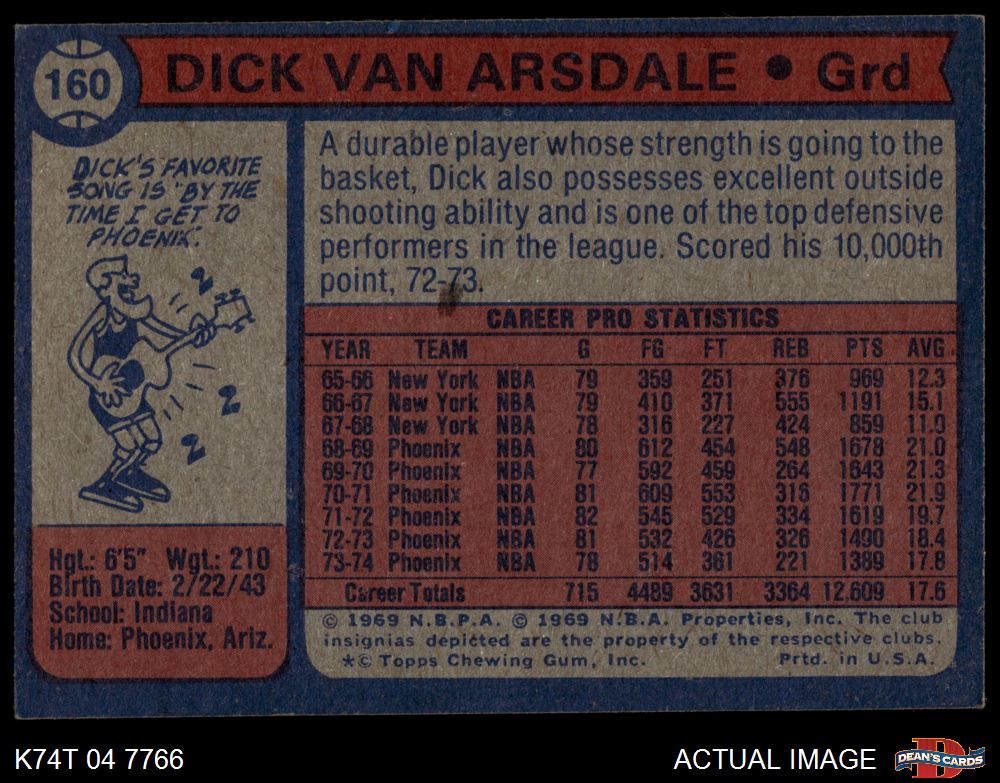 160
DICK VAN ARSDALE • Grd
DICK'S FAVORITE
SONG IS "BY THE
TIME I GET TO
PHOENIX".
A durable player whose strength is going to the
basket, Dick also possesses excellent outside
shooting ability and is one of the top defensive
performers in the league. Scored his 10,000th
point, 72-73.
CAREER PRO STATISTICS
YEAR TEAM G FG FT REB PTS AVG
65-66 New York NBA 79 359 251 376 969 12.3
66-67 New York NBA 79 410 371 555 1191 15.1
67-68 New York NBA 78 316 227 424 859 11.0
68-69 Phoenix NBA 80 612 454 548 1678 21.0
69-70 Phoenix NBA 77 592 459 264 1643 21.3
70-71 Phoenix NBA 81 609 553 316 1771 21.9
71-72 Phoenix NBA 82 545 529 334 1619 19.7
72-73 Phoenix NBA 81 532 426 326 1490 18.4
73-74 Phoenix NBA 78 514 361 221 1389 17.8
Career Totals 715 4489 3631 3364 12,609 17.6
Hgt.: 6'5" Wgt.: 210
Birth Date: 2/22/43
School: Indiana
Home: Phoenix, Ariz.
© 1969 N.B.P.A. © 1969 N.B.A. Properties, Inc. The club
insignias depicted are the property of the respective clubs.
*© Topps Chewing Gum, Inc. Prtd. in U.S.A.
K74T 04 7766
ACTUAL IMAGE
D
DEAN'S CARDS